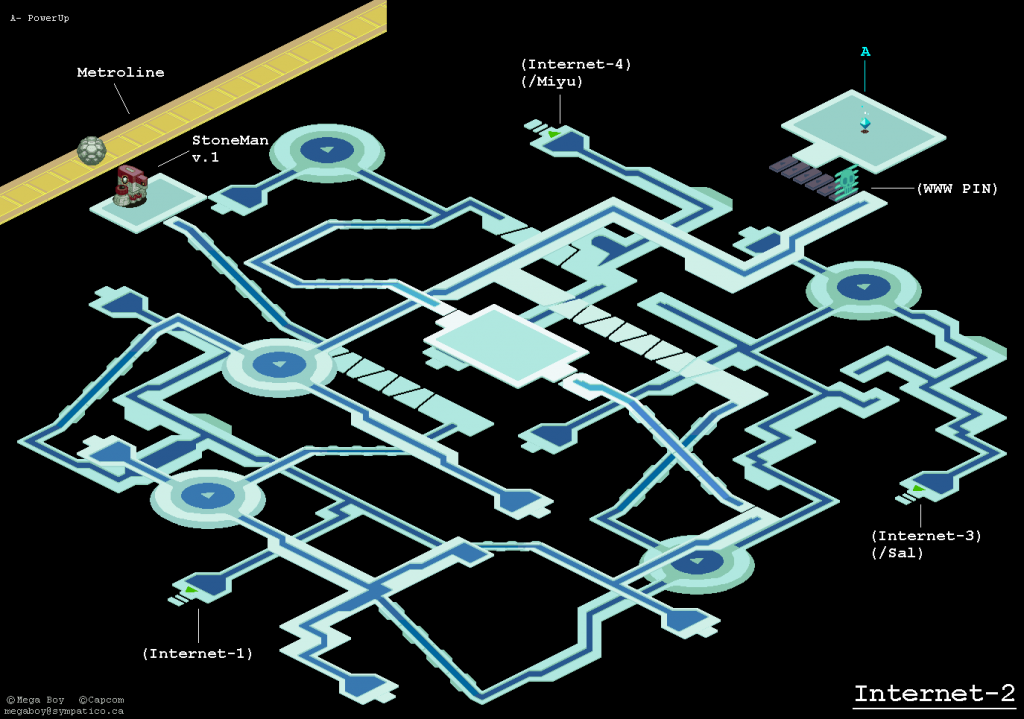 A- PowerUp
Metroline
StoneMan
v.1
(Internet-4)
(/Miyu)
A
(WWW PIN)
(Internet-3)
(/Sal)
(Internet-1)
©Mega Boy ©Capcom
megaboy@sympatico.ca
Internet-2